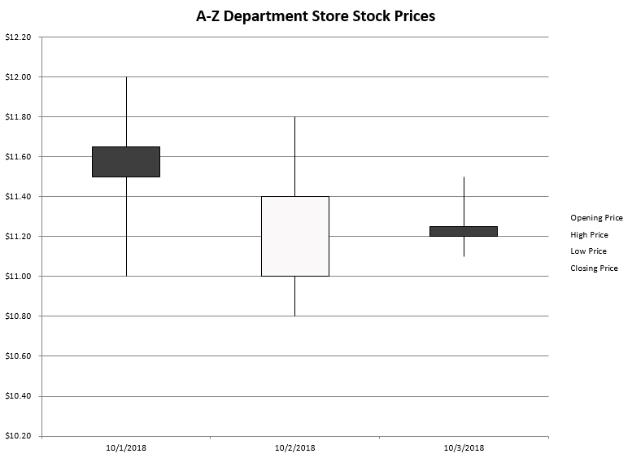 A-Z Department Store Stock Prices
$12.20
$12.00
$11.80
$11.60
$11.40
$11.20
$11.00
$10.80
$10.60
$10.40
$10.20
10/1/2018
10/2/2018
10/3/2018
Opening Price
High Price
Low Price
Closing Price